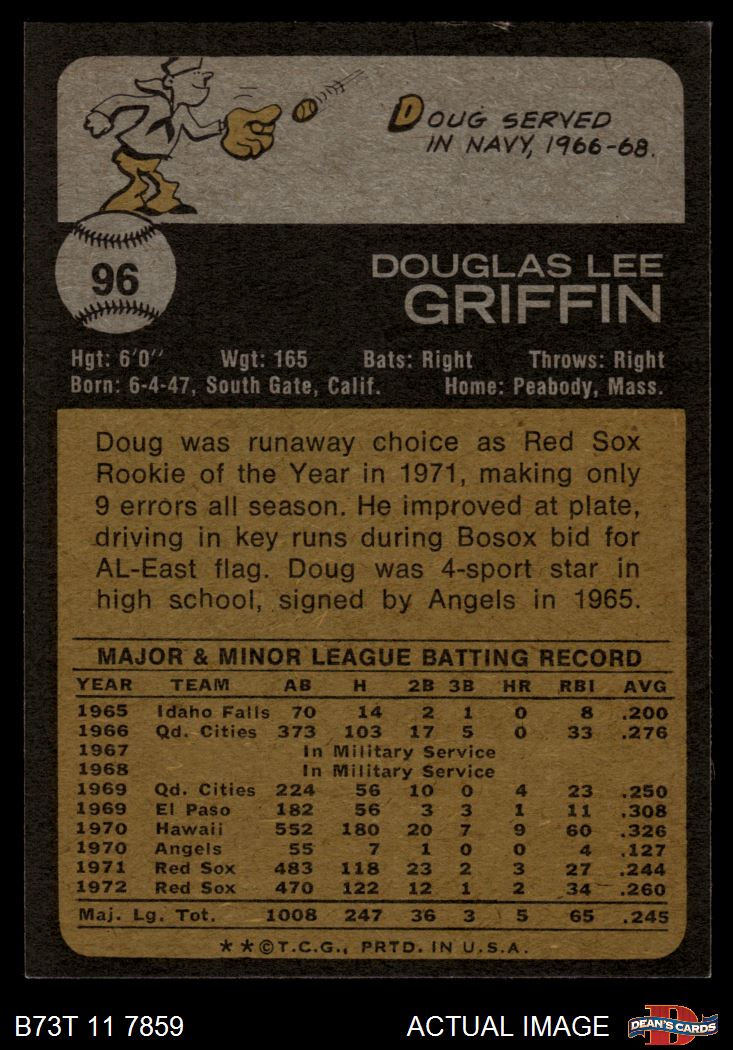 DOUG SERVED
IN NAVY, 1966-68.
96
DOUGLAS LEE
GRIFFIN
Hgt: 6'0" Wgt: 165 Bats: Right Throws: Right
Born: 6-4-47, South Gate, Calif. Home: Peabody, Mass.
Doug was runaway choice as Red Sox
Rookie of the Year in 1971, making only
9 errors all season. He improved at plate,
driving in key runs during Bosox bid for
AL-East flag. Doug was 4-sport star in
high school, signed by Angels in 1965.
MAJOR & MINOR LEAGUE BATTING RECORD
YEAR TEAM AB H 2B 3B HR RBI AVG
1965 Idaho Falls 70 14 2 1 0 8 .200
1966 Qd. Cities 373 103 17 5 0 33 .276
1967 In Military Service
1968 In Military Service
1969 Qd. Cities 224 56 10 0 4 23 .250
1969 El Paso 182 56 3 3 1 11 .308
1970 Hawaii 552 180 20 7 9 60 .326
1970 Angels 55 7 1 0 0 4 .127
1971 Red Sox 483 118 23 2 3 27 .244
1972 Red Sox 470 122 12 1 2 34 .260
Maj. Lg. Tot. 1008 247 36 3 5 65 .245
**©T.C.G., PRTD. IN U.S.A.
B73T 11 7859 ACTUAL IMAGE D DEAN'S CARDS